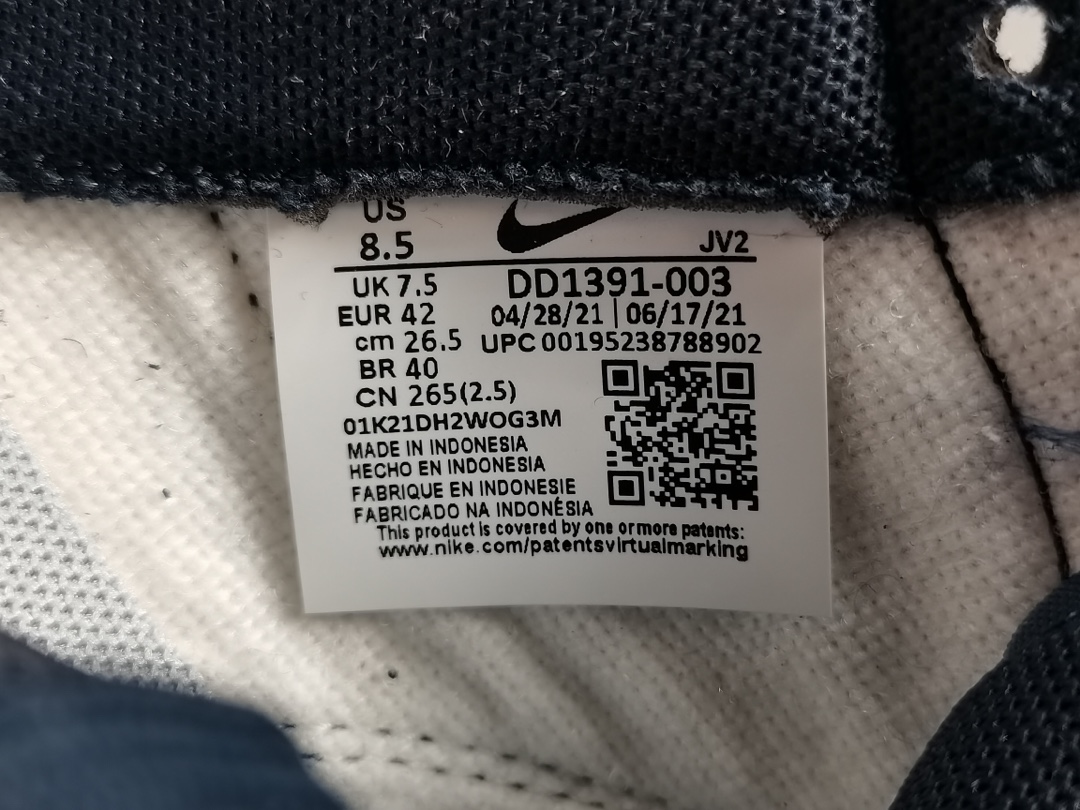 US
8.5 JV2
UK 7.5 DD1391-003
EUR 42 04/28/21 | 06/17/21
cm 26.5 UPC 00195238788902
BR 40
CN 265(2.5)
01K21DH2WOG3M
MADE IN INDONESIA
HECHO EN INDONESIA
FABRIQUE EN INDONESIE
FABRICADO NA INDONÉSIA
This product is covered by one or more patents:
www.nike.com/patentsvirtualmarking